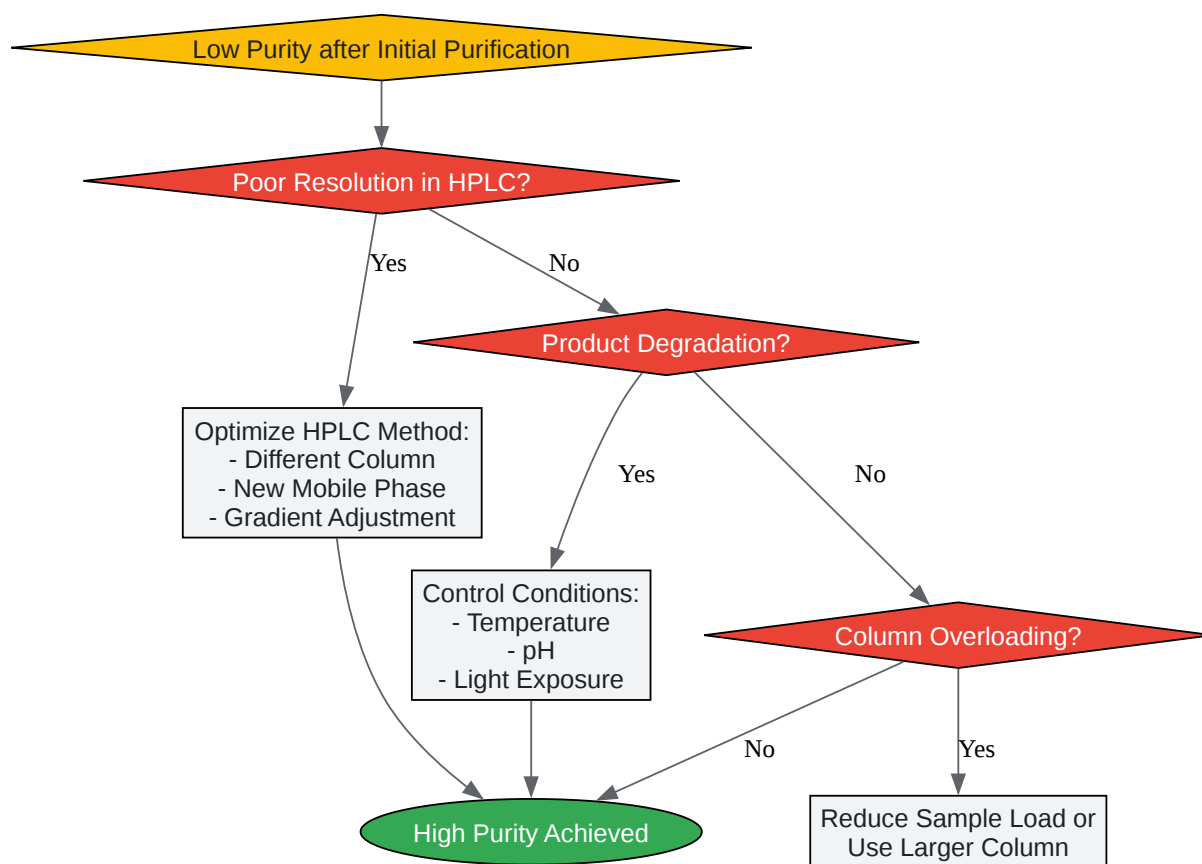 Low Purity after Initial Purification
Poor Resolution in HPLC?
Yes
No
Product Degradation?
Optimize HPLC Method:
- Different Column
- New Mobile Phase
- Gradient Adjustment
Yes
No
Control Conditions:
- Temperature
- pH
- Light Exposure
Column Overloading?
No
Yes
High Purity Achieved
Reduce Sample Load or
Use Larger Column